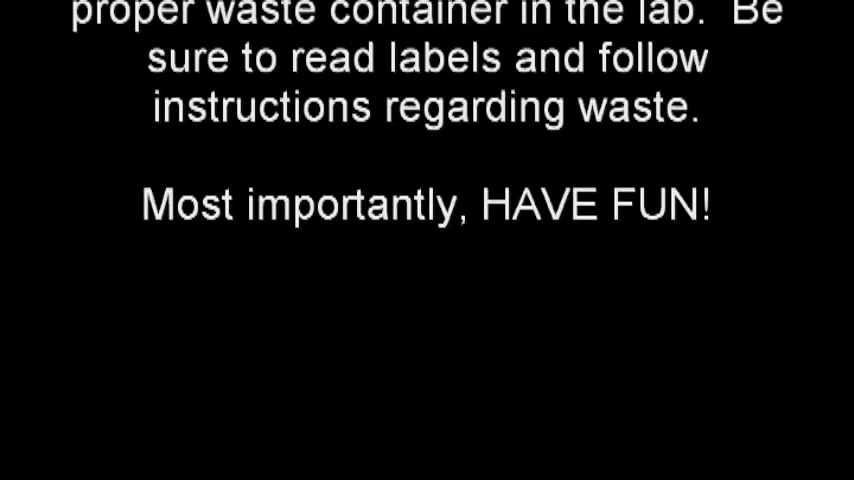 proper waste container in the lab.  Be
sure to read labels and follow
instructions regarding waste.
Most importantly, HAVE FUN!